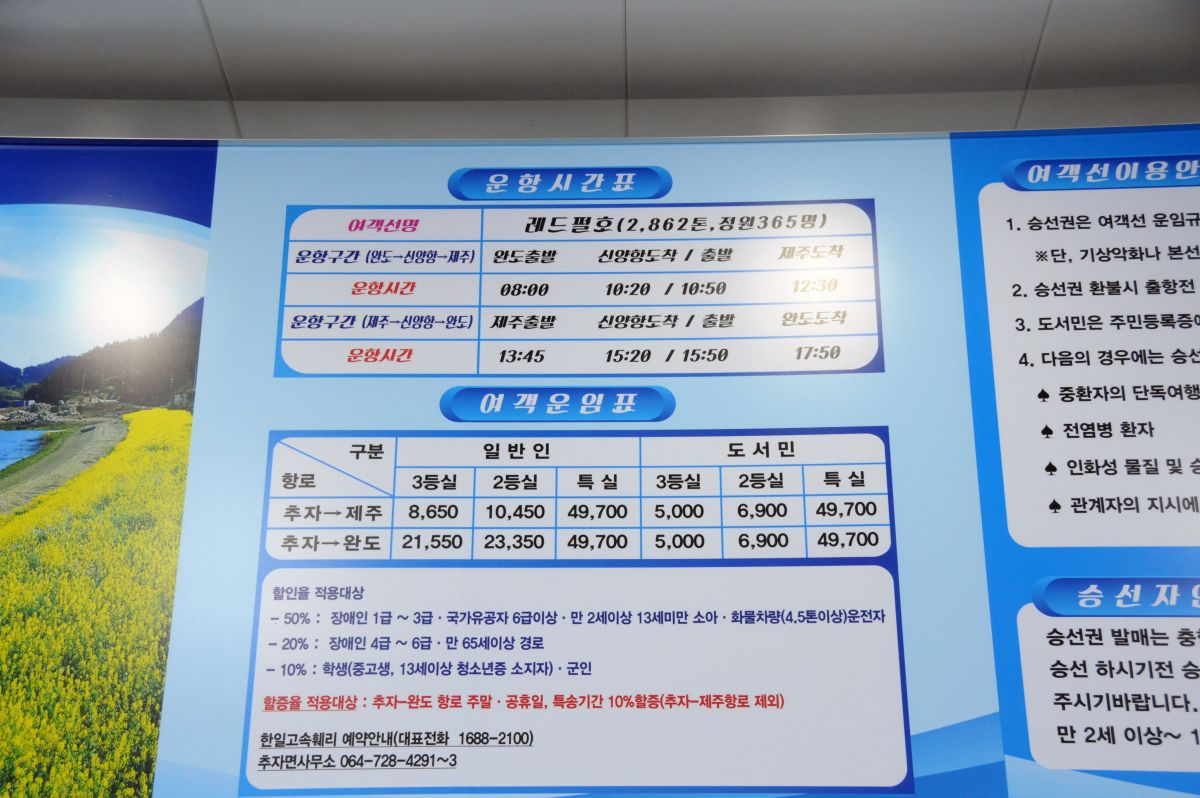 운항시간표
여객선명 레드펄호(2,862톤,정원365명)
운항구간 (완도→신양항→제주) 완도출발 신양항도착 / 출발 제주도착
운항시간 08:00 10:20 / 10:50 12:30
운항구간 (제주→신양항→완도) 제주출발 신양항도착 / 출발 완도도착
운항시간 13:45 15:20 / 15:50 17:50
여객운임표
구분 일반인 도서민
항로 3등실 2등실 특실 3등실 2등실 특실
추자→제주 8,650 10,450 49,700 5,000 6,900 49,700
추자→완도 21,550 23,350 49,700 5,000 6,900 49,700
할인율 적용대상
- 50% : 장애인 1급 ~ 3급 · 국가유공자 6급이상 · 만 2세이상 13세미만 소아 · 화물차량(4.5톤이상)운전자
- 20% : 장애인 4급 ~ 6급 · 만 65세이상 경로
- 10% : 학생(중고생, 13세이상 청소년증 소지자) · 군인
할증율 적용대상 : 추자-완도 항로 주말 · 공휴일, 특송기간 10%할증(추자-제주항로 제외)
한일고속훼리 예약안내(대표전화 1688-2100)
추자면사무소 064-728-4291~3
여객선이용안
1. 승선권은 여객선 운임규
※단, 기상악화나 본선
2. 승선권 환불시 출항전
3. 도서민은 주민등록증에
4. 다음의 경우에는 승선
♠ 중환자의 단독여행
♠ 전염병 환자
♠ 인화성 물질 및 승
♠ 관계자의 지시에
승선자
승선권 발매는
승선 하시기전 승
주시기바랍니다.
만 2세 이상~ 1